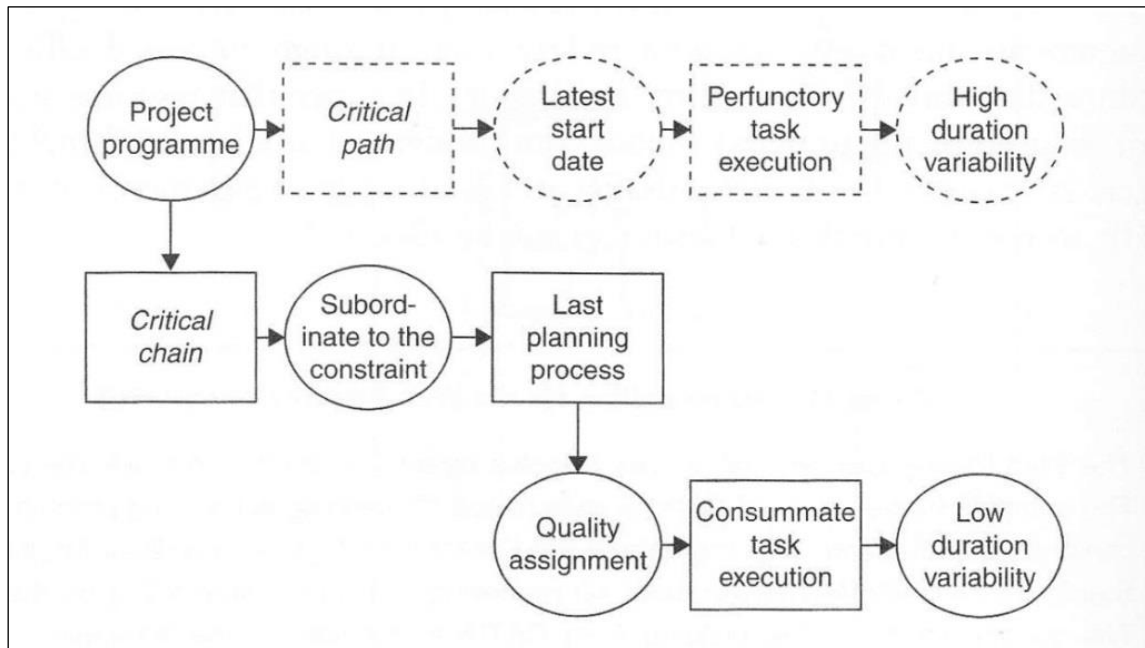 Project
programme
Critical
path
Latest
start
date
Perfunctory
task
execution
High
duration
variability
Critical
chain
Subord-
inate to the
constraint
Last
planning
process
Quality
assignment
Consummate
task
execution
Low
duration
variability